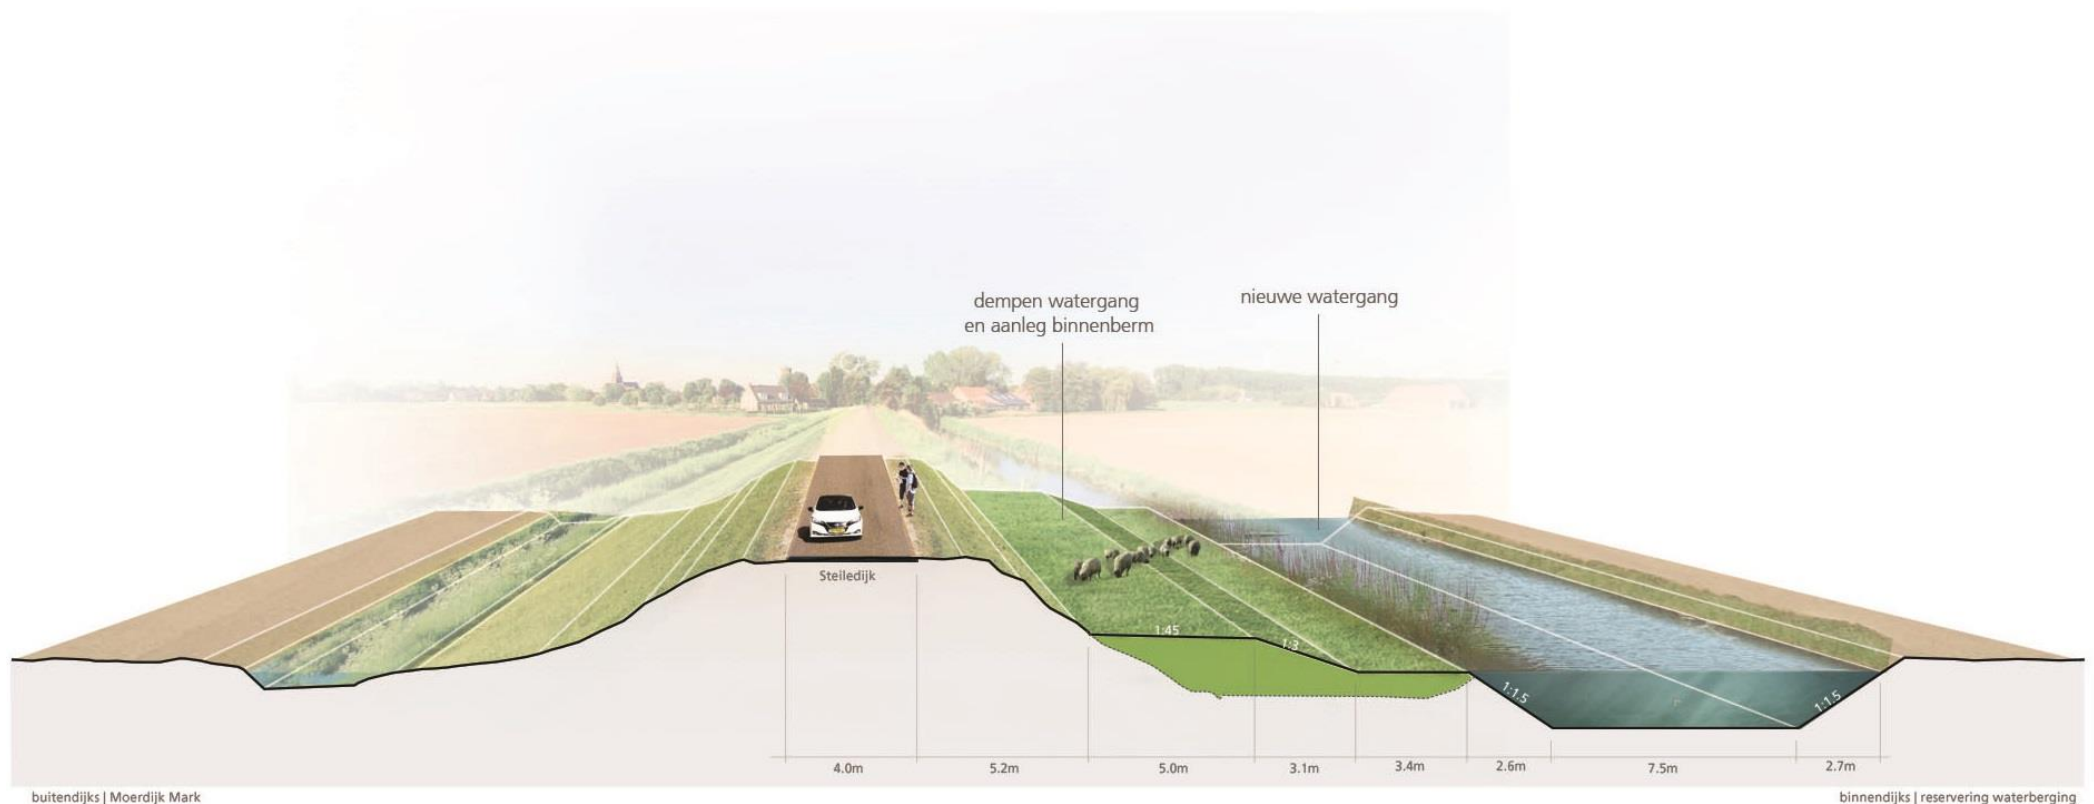 dempen watergang
en aanleg binnenberm
nieuwe watergang
Steiledijk
1:45
1:3
1:1.5
1:1.5
4.0m
5.2m
5.0m
3.1m
3.4m
2.6m
7.5m
2.7m
buitendijks | Moerdijk Mark
binnendijks | reservering waterberging